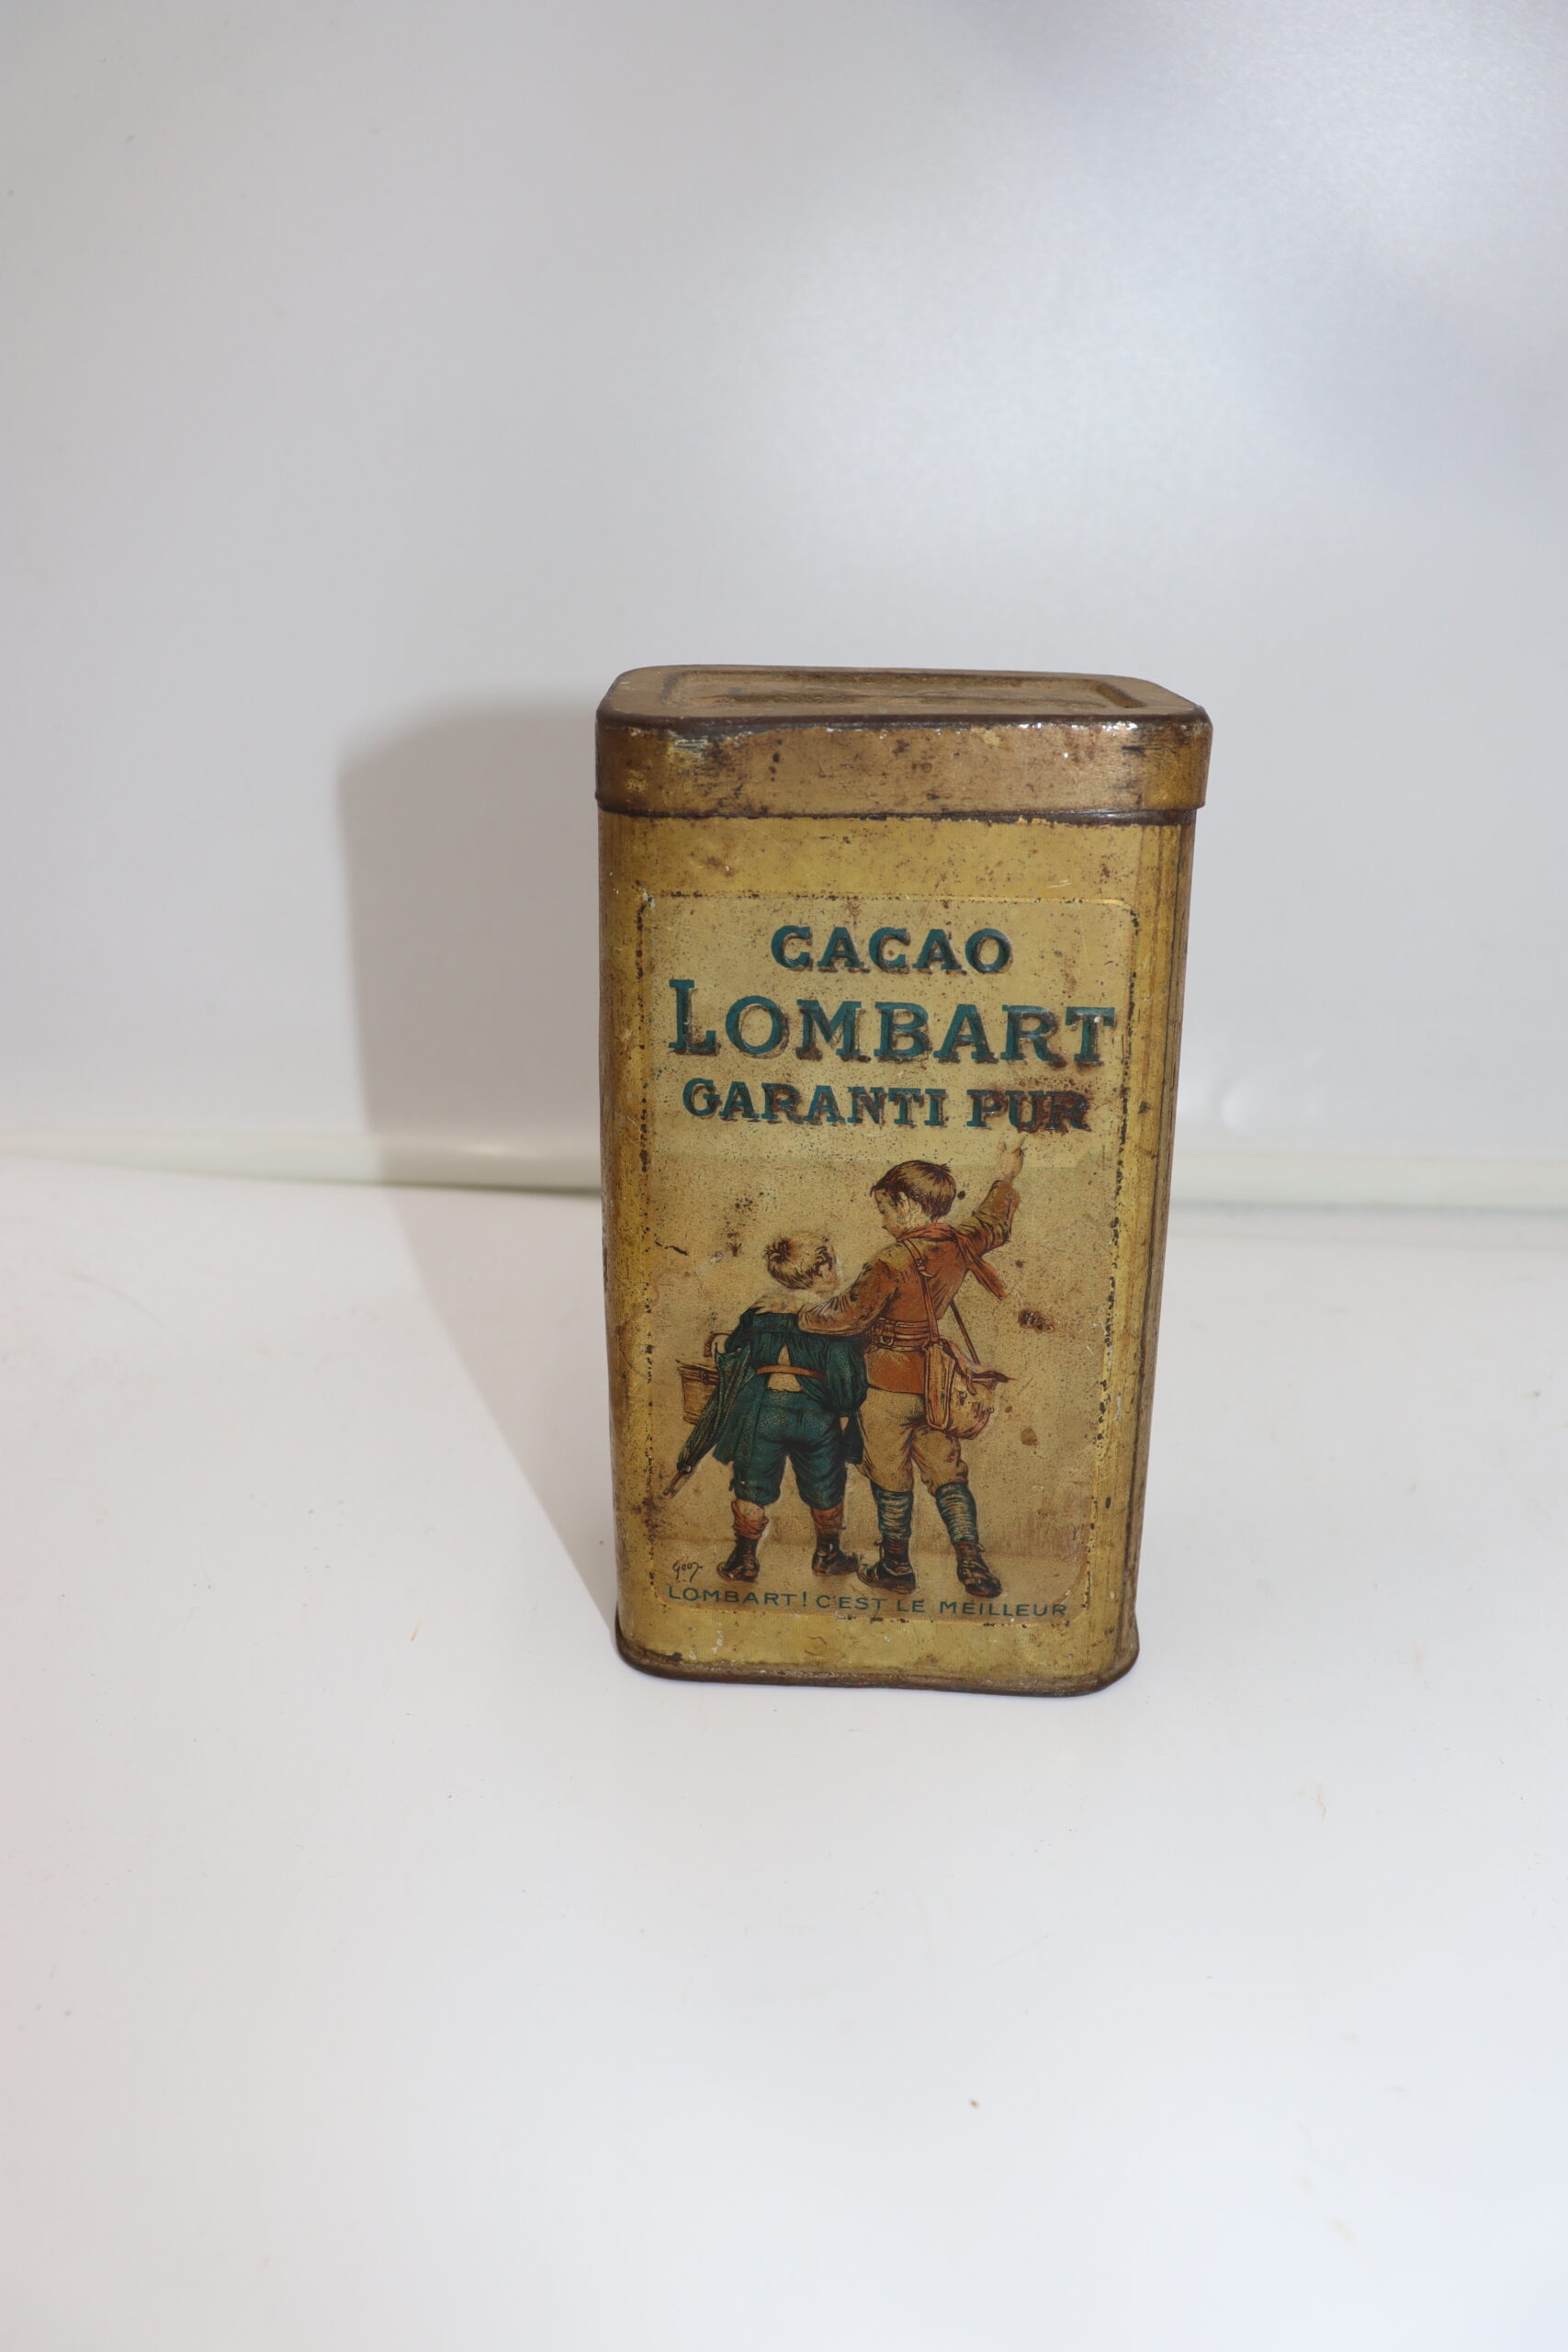 CACAO
LOMBART
GARANTI PUR
LOMBART! C'EST LE MEILLEUR